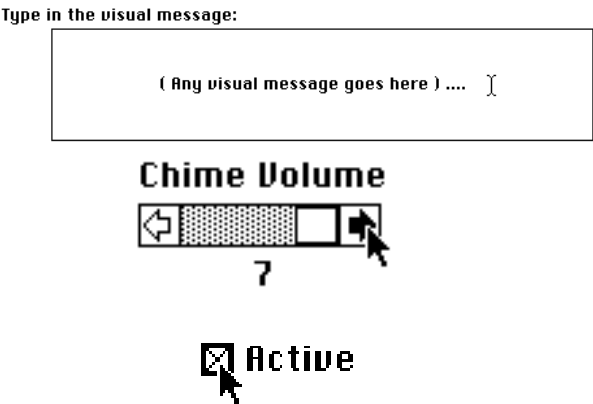 Type in the visual message:
( Any visual message goes here ) ....
Chime Volume
7
Active